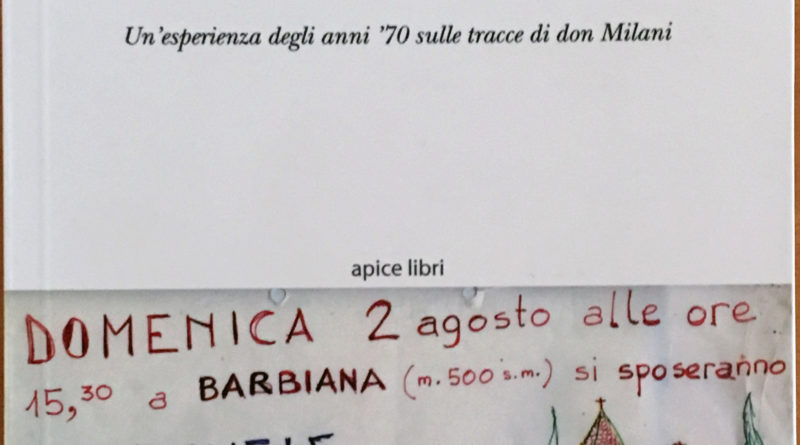 Un'esperienza degli anni '70 sulle tracce di don Milani
apice libri
DOMENICA 2 agosto alle ore
15,30 a BARBIANA (m. 500 s.m.) si sposeranno